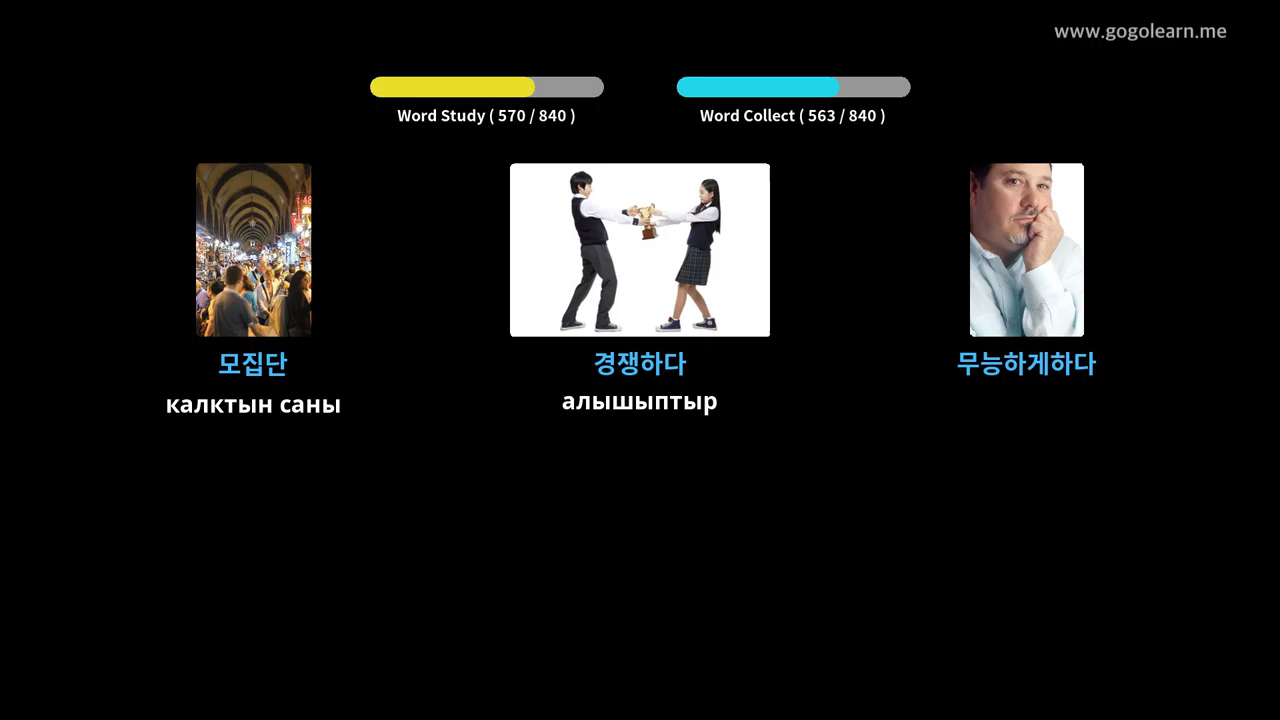 www.gogolearn.me
Word Study ( 570 / 840 )
Word Collect ( 563 / 840 )
모집단
경쟁하다
무능하게하다
калктын саны
алышыптыр